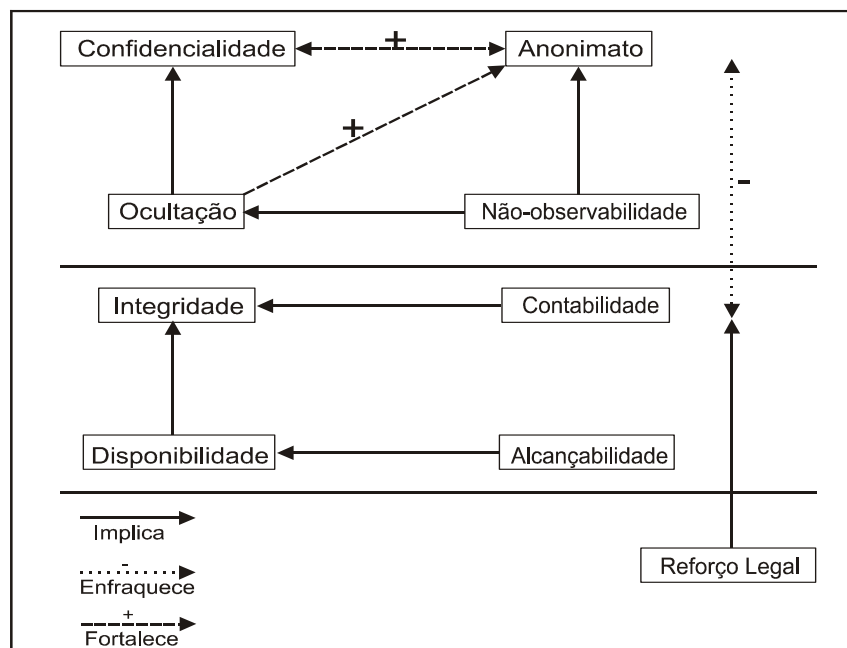 Confidencialidade
+
Anonimato
+
-
Ocultação
Não-observabilidade
Integridade
Contabilidade
Disponibilidade
Alcançabilidade
Implica
-
Enfraquece
Reforço Legal
+
Fortalece